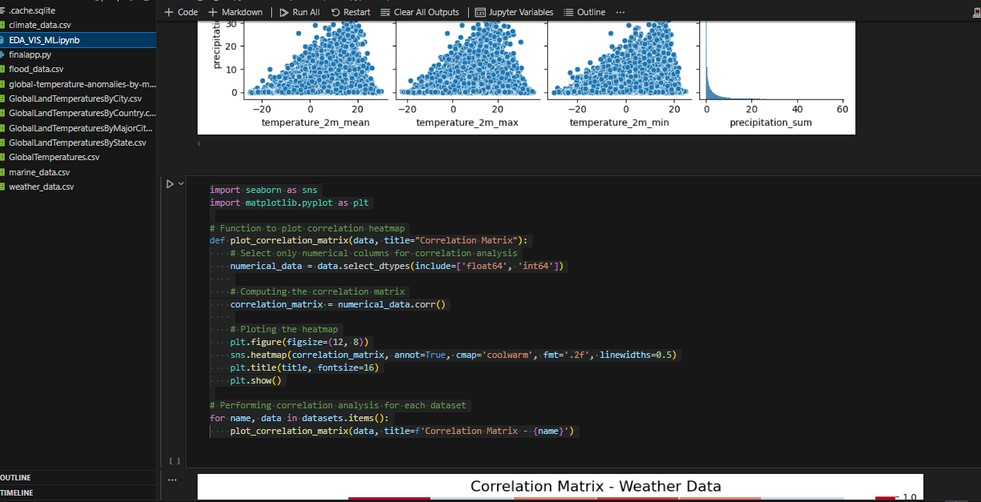 .cache.sqlite
climate_data.csv
EDA_VIS_ML.ipynb
finalapp.py
flood_data.csv
global-temperature-anomalies-by-m...
GlobalLandTemperaturesByCity.csv
GlobalLandTemperaturesByCountry.c...
GlobalLandTemperaturesByMajorCit...
GlobalLandTemperaturesByState.csv
GlobalTemperatures.csv
marine_data.csv
weather_data.csv
OUTLINE
TIMELINE
+ Code + Markdown Run All Restart Clear All Outputs Jupyter Variables Outline ...
precipitatio
30
20
10
0
−20 0 20
temperature_2m_mean
−20 0 20 40
temperature_2m_max
−20 0 20
temperature_2m_min
0 20 40 60
precipitation_sum
import seaborn as sns
import matplotlib.pyplot as plt
# Function to plot correlation heatmap
def plot_correlation_matrix(data, title="Correlation Matrix"):
# Select only numerical columns for correlation analysis
numerical_data = data.select_dtypes(include=['float64', 'int64'])
# Computing the correlation matrix
correlation_matrix = numerical_data.corr()
# Ploting the heatmap
plt.figure(figsize=(12, 8))
sns.heatmap(correlation_matrix, annot=True, cmap='coolwarm', fmt='.2f', linewidths=0.5)
plt.title(title, fontsize=16)
plt.show()
# Performing correlation analysis for each dataset
for name, data in datasets.items():
plot_correlation_matrix(data, title=f'Correlation Matrix - {name}')
[ ]
...
Correlation Matrix - Weather Data
1.0